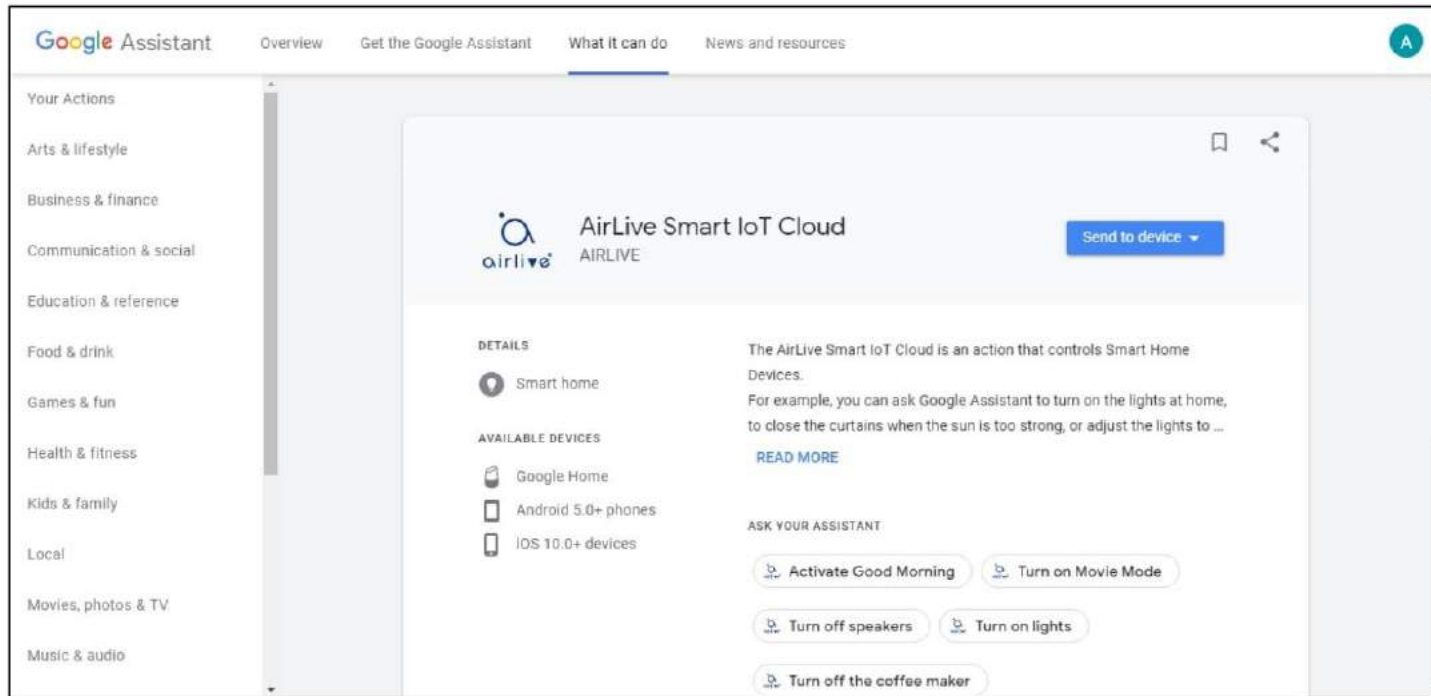 Google Assistant
Overview
Get the Google Assistant
What it can do
News and resources
A
Your Actions
Arts & lifestyle
Business & finance
Communication & social
Education & reference
Food & drink
Games & fun
Health & fitness
Kids & family
Local
Movies, photos & TV
Music & audio
airlive
AirLive Smart IoT Cloud
AIRLIVE
Send to device
DETAILS
Smart home
AVAILABLE DEVICES
Google Home
Android 5.0+ phones
iOS 10.0+ devices
The AirLive Smart IoT Cloud is an action that controls Smart Home
Devices.
For example, you can ask Google Assistant to turn on the lights at home,
to close the curtains when the sun is too strong, or adjust the lights to ...
READ MORE
ASK YOUR ASSISTANT
Activate Good Morning
Turn on Movie Mode
Turn off speakers
Turn on lights
Turn off the coffee maker